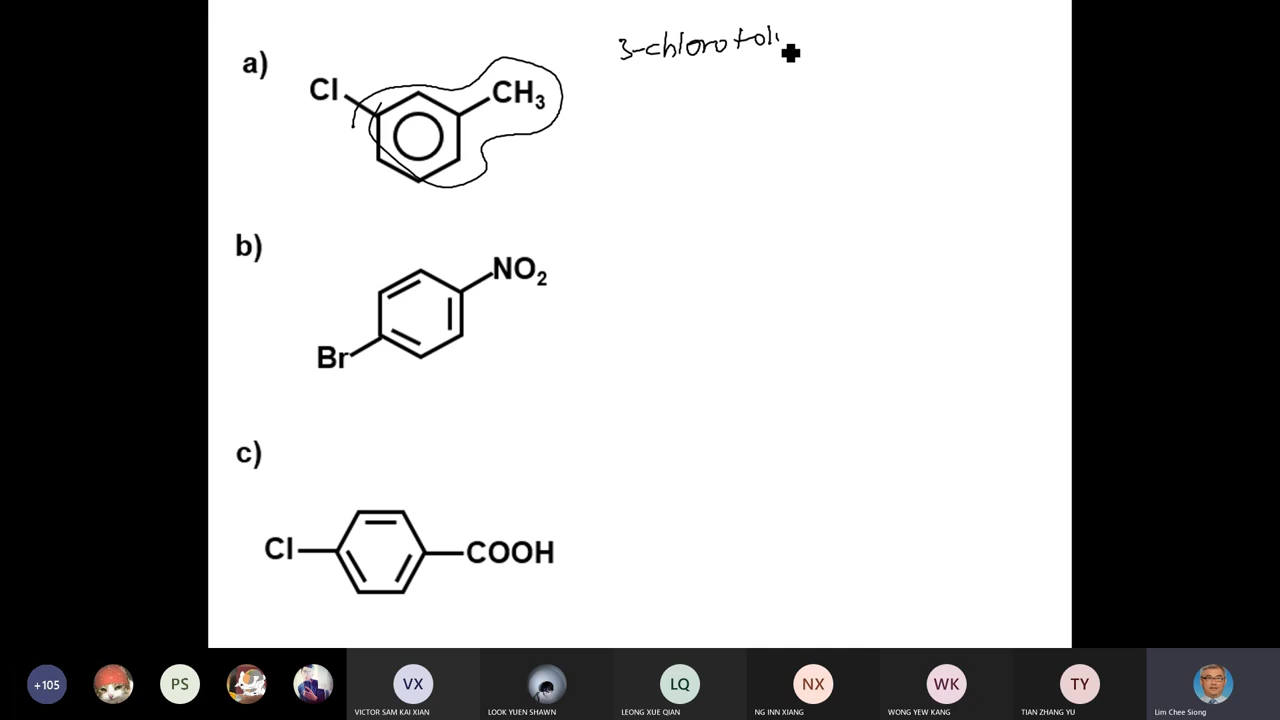 3-chlorotolu
a)
Cl
CH3
b)
NO2
Br
c)
Cl
COOH
+105
PS
VX
LQ
NX
WK
TY
VICTOR SAM KAI XIAN
LOOK YUEN SHAWN
LEONG XUE QIAN
NG INN XIANG
WONG YEW KANG
TIAN ZHANG YU
Lim Chee Siong